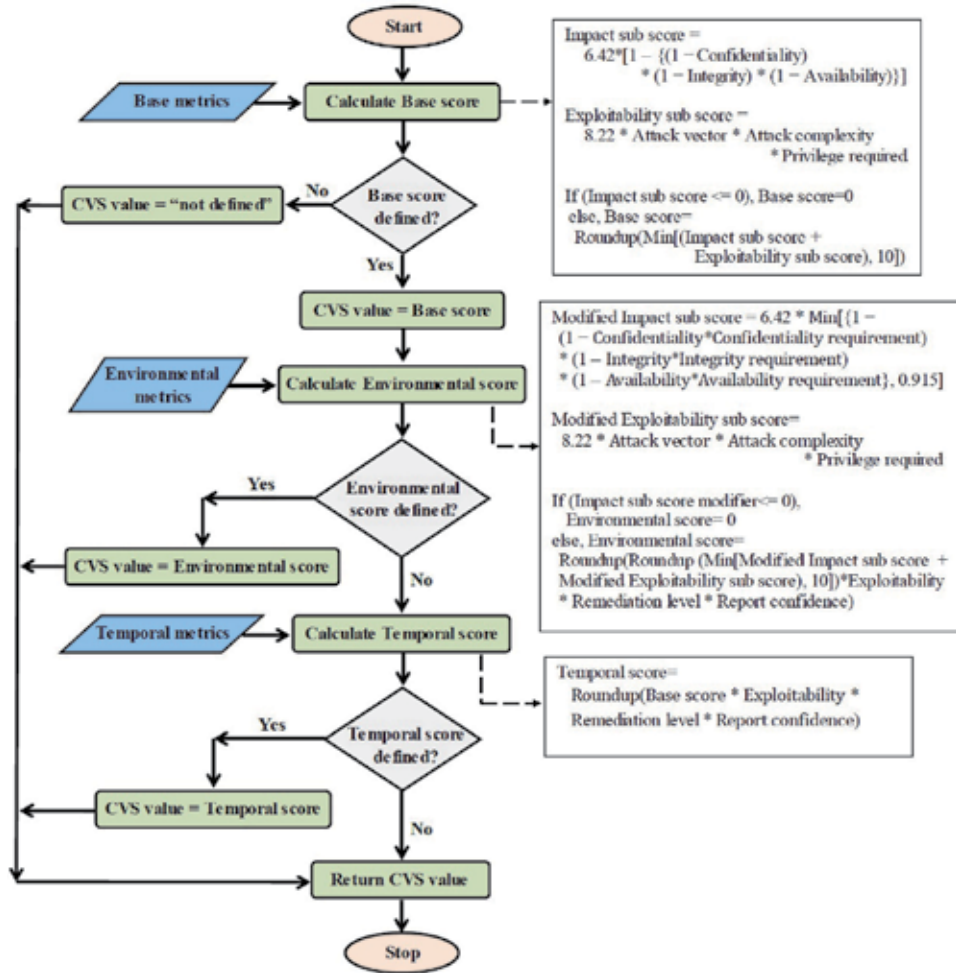 Start
Base metrics
Calculate Base score
Impact sub score =
6.42*[1 – {(1 – Confidentiality)
* (1 – Integrity) * (1 – Availability)}]
Exploitability sub score =
8.22 * Attack vector * Attack complexity
* Privilege required
If (Impact sub score <= 0), Base score=0
else, Base score=
Roundup(Min[(Impact sub score +
Exploitability sub score), 10])
No
Base score
defined?
CVS value = “not defined”
Yes
CVS value = Base score
Environmental
metrics
Calculate Environmental score
Modified Impact sub score = 6.42 * Min[{1 –
(1 – Confidentiality*Confidentiality requirement)
* (1 – Integrity*Integrity requirement)
* (1 – Availability*Availability requirement}, 0.915]
Modified Exploitability sub score=
8.22 * Attack vector * Attack complexity
* Privilege required
If (Impact sub score modifier<= 0),
Environmental score= 0
else, Environmental score=
Roundup(Roundup (Min[Modified Impact sub score +
Modified Exploitability sub score), 10])*Exploitability
* Remediation level * Report confidence)
Yes
Environmental
score defined?
CVS value = Environmental score
No
Temporal metrics
Calculate Temporal score
Temporal score=
Roundup(Base score * Exploitability *
Remediation level * Report confidence)
Yes
Temporal score
defined?
CVS value = Temporal score
No
Return CVS value
Stop